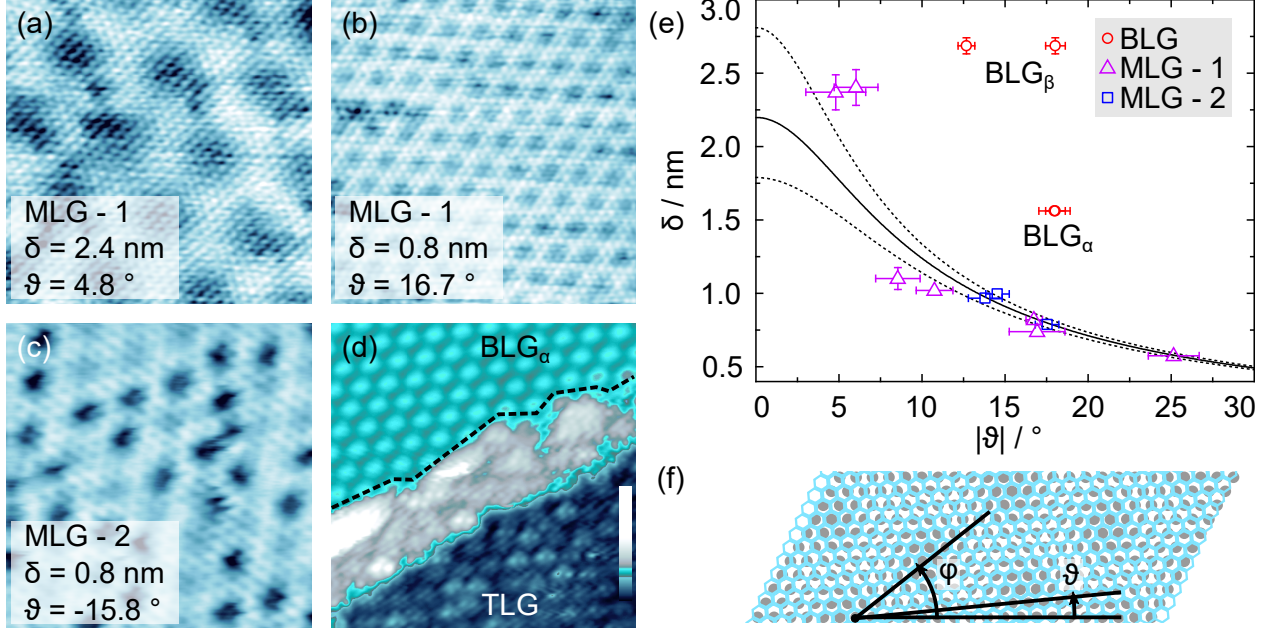 (a)
MLG - 1
δ = 2.4 nm
ϑ = 4.8 °
(b)
MLG - 1
δ = 0.8 nm
ϑ = 16.7 °
(c)
MLG - 2
δ = 0.8 nm
ϑ = -15.8 °
(d)
BLGα
TLG
(e)
3.0
2.5
2.0
1.5
1.0
0.5
δ / nm
0
5
10
15
20
25
30
|ϑ| / °
BLG
MLG - 1
MLG - 2
BLGβ
BLGα
(f)
φ
ϑ